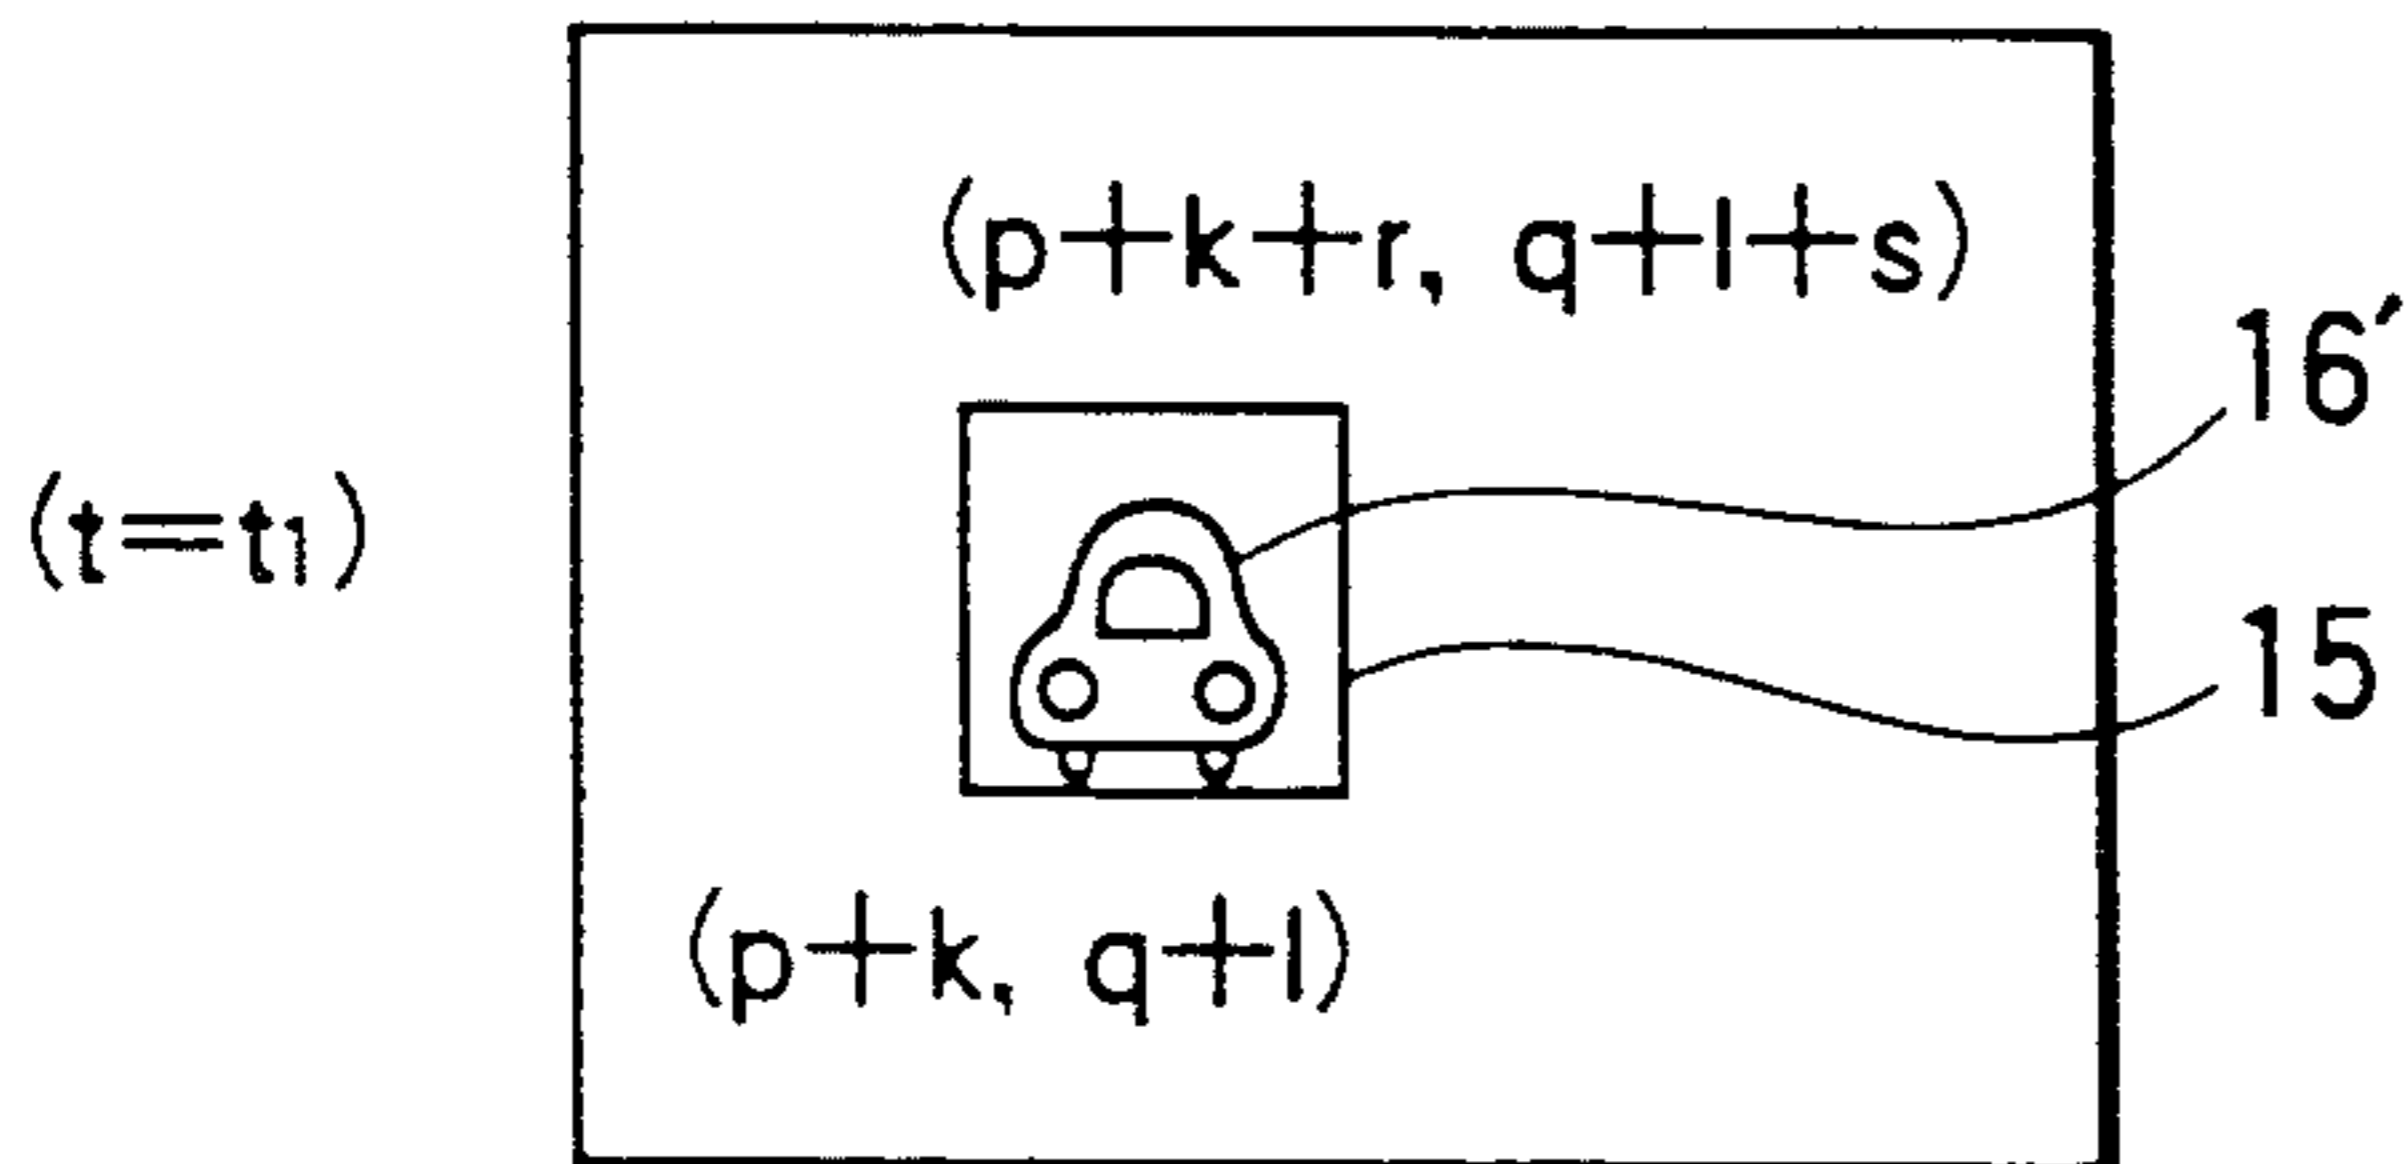 (p+k+r, q+l+s)
16′
(t=t₁)
15
(p+k, q+l)